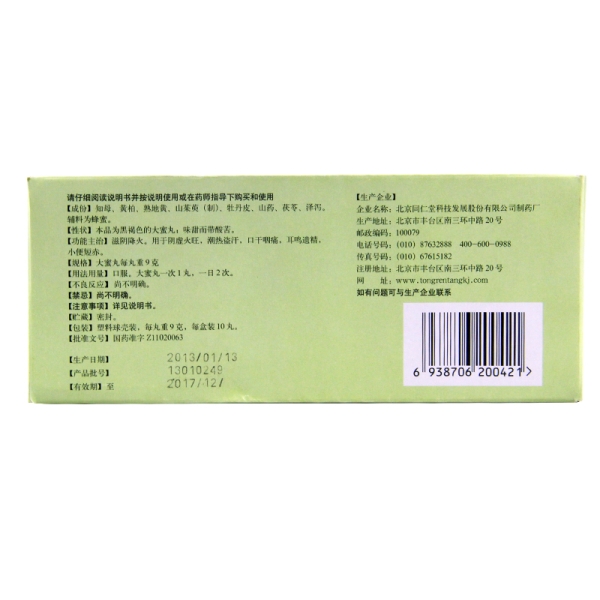 请仔细阅读说明书并按说明使用或在药师指导下购买和使用
【成份】知母、黄柏、熟地黄、山茱萸(制)、牡丹皮、山药、茯苓、泽泻。
辅料为蜂蜜。
【性状】本品为黑褐色的大蜜丸;味甜而带酸苦。
【功能主治】滋阴降火。用于阴虚火旺,潮热盗汗,口干咽痛,耳鸣遗精,
小便短赤。
【规格】大蜜丸每丸重9克
【用法用量】口服,大蜜丸一次1丸,一日2次。
【不良反应】尚不明确。
【禁忌】尚不明确。
【注意事项】详见说明书。
【贮藏】密封。
【包装】塑料球壳装,每丸重9克,每盒装10丸。
【批准文号】国药准字Z11020063
【生产日期】 2013/01/13
【产品批号】 13010249
【有效期】至 2017/12/
【生产企业】
企业名称:北京同仁堂科技发展股份有限公司制药厂
生产地址:北京市丰台区南三环中路20号
邮政编码:100079
电话号码:(010) 87632888 400-600-0988
传真号码:(010) 67615182
注册地址:北京市丰台区南三环中路20号
网 址:www.tongrentangkj.com
如有问题可与生产企业联系
6 938706 200421 >